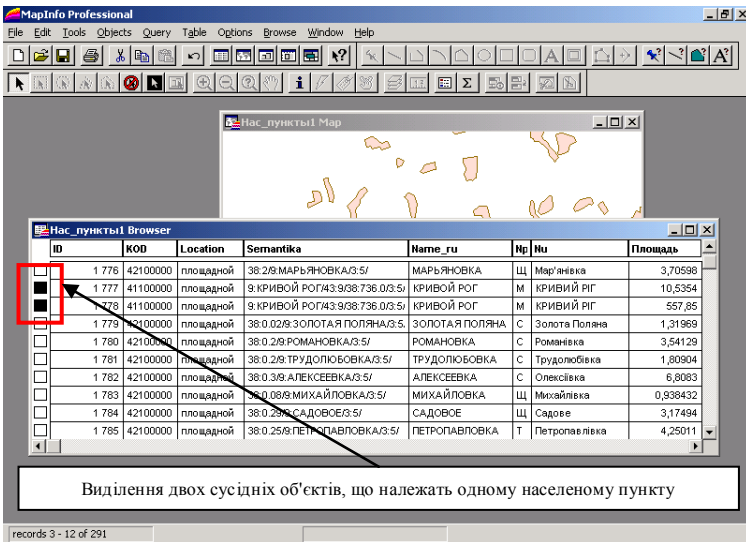 MapInfo Professional
File Edit Tools Objects Query Table Options Browse Window Help
Нас_пункты1 Map
Нас_пункты1 Browser
ID KOD Location Semantika Name_ru Np Nu Площадь
1 776 42100000 площадной 38:2/9:МАРЬЯНОВКА/3:5/ МАРЬЯНОВКА Щ Мар'янівка 3,70598
1 777 41100000 площадной 9:КРИВОЙ РОГ/43:9/38:736.0/3:5/ КРИВОЙ РОГ М КРИВИЙ РІГ 10,5354
1 778 41100000 площадной 9:КРИВОЙ РОГ/43:9/38:736.0/3:5/ КРИВОЙ РОГ М КРИВИЙ РІГ 557,85
1 779 42100000 площадной 38:0.02/9:ЗОЛОТАЯ ПОЛЯНА/3:5. ЗОЛОТАЯ ПОЛЯНА С Золота Поляна 1,31969
1 780 42100000 площадной 38:0.2/9:РОМАНОВКА/3:5/ РОМАНОВКА С Романівка 3,54129
1 781 42100000 площадной 38:0.2/9:ТРУДОЛЮБОВКА/3:5/ ТРУДОЛЮБОВКА С Трудолюбівка 1,80904
1 782 42100000 площадной 38:0.3/9:АЛЕКСЕЕВКА/3:5/ АЛЕКСЕЕВКА С Олексіївка 6,8083
1 783 42100000 площадной 38:0.08/9:МИХАЙЛОВКА/3:5/ МИХАЙЛОВКА Щ Михайлівка 0,938432
1 784 42100000 площадной 38:0.29/9:САДОВОЕ/3:5/ САДОВОЕ Щ Садове 3,17494
1 785 42100000 площадной 38:0.25/9:ПЕТРОПАВЛОВКА/3:5/ ПЕТРОПАВЛОВКА Т Петропавлівка 4,25011
Виділення двох сусідніх об'єктів, що належать одному населеному пункту
records 3 - 12 of 291